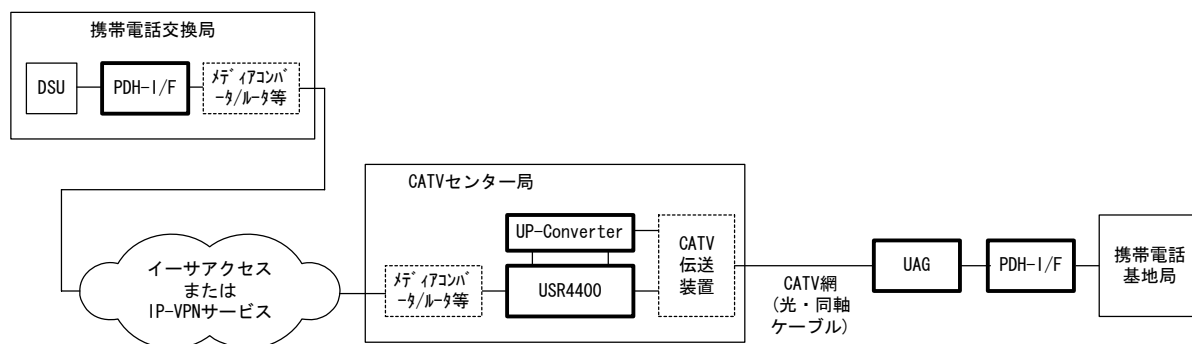 携帯電話交換局
DSU
PDH-I/F
ﾒﾃﾞｨｱｺﾝﾊﾞ
ｰﾀ/ﾙｰﾀ等
イーサアクセス
または
IP-VPNサービス
CATVセンター局
ﾒﾃﾞｨｱｺﾝﾊﾞ
ｰﾀ/ﾙｰﾀ等
UP-Converter
USR4400
CATV
伝送
装置
CATV網
(光・同軸
ケーブル)
UAG
PDH-I/F
携帯電話
基地局